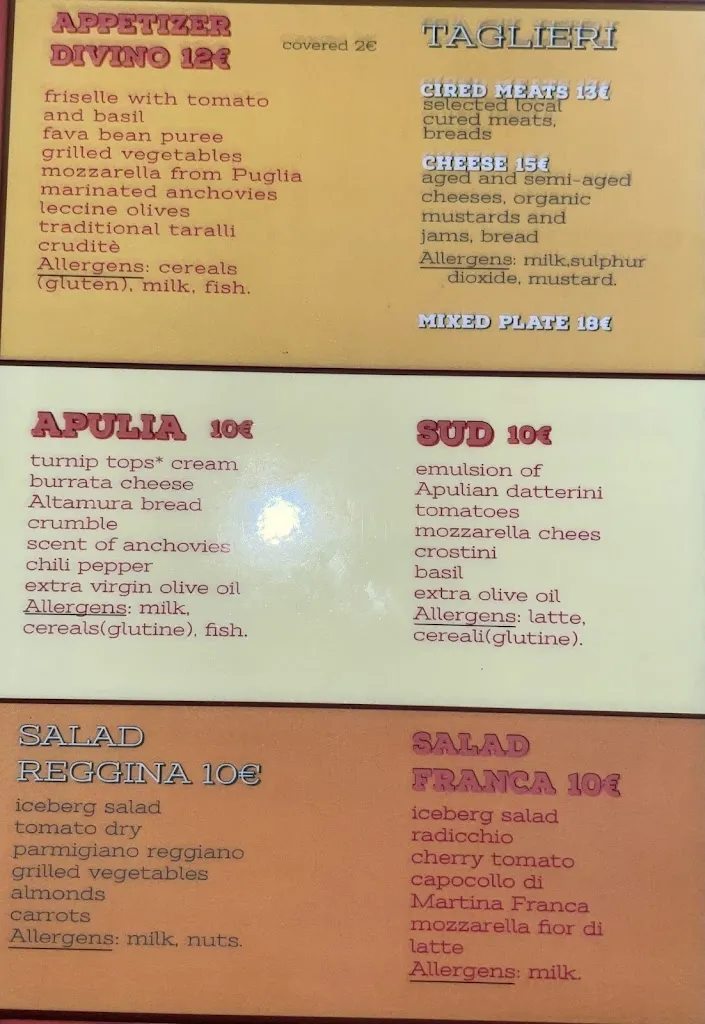 APPETIZER
DIVINO 12€
covered 2€
friselle with tomato
and basil
fava bean puree
grilled vegetables
mozzarella from Puglia
marinated anchovies
leccine olives
traditional taralli
cruditè
Allergens: cereals
(gluten), milk, fish.
TAGLIERI
CIRED MEATS 13€
selected local
cured meats,
breads
CHEESE 15€
aged and semi-aged
cheeses, organic
mustards and
jams, bread
Allergens: milk,sulphur
dioxide, mustard.
MIXED PLATE 18€
APULIA 10€
turnip tops* cream
burrata cheese
Altamura bread
crumble
scent of anchovies
chili pepper
extra virgin olive oil
Allergens: milk,
cereals(glutine), fish.
SUD 10€
emulsion of
Apulian datterini
tomatoes
mozzarella chees
crostini
basil
extra olive oil
Allergens: latte,
cereali(glutine).
SALAD
REGGINA 10€
iceberg salad
tomato dry
parmigiano reggiano
grilled vegetables
almonds
carrots
Allergens: milk, nuts.
SALAD
FRANCA 10€
iceberg salad
radicchio
cherry tomato
capocollo di
Martina Franca
mozzarella fior di
latte
Allergens: milk.